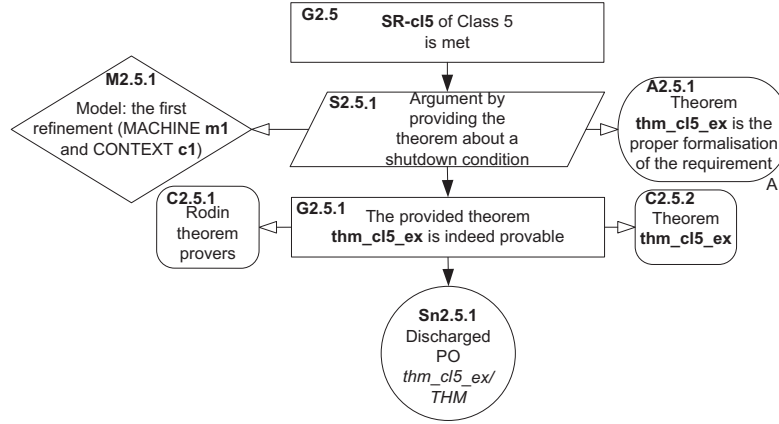 G2.5
SR-cl5 of Class 5
is met
M2.5.1
Model: the first
refinement (MACHINE m1
and CONTEXT c1)
S2.5.1
Argument by
providing the
theorem about a
shutdown condition
A2.5.1
Theorem
thm_cl5_ex is the
proper formalisation
of the requirement
A
C2.5.1
Rodin
theorem
provers
G2.5.1
The provided theorem
thm_cl5_ex is indeed provable
C2.5.2
Theorem
thm_cl5_ex
Sn2.5.1
Discharged
PO
thm_cl5_ex/
THM